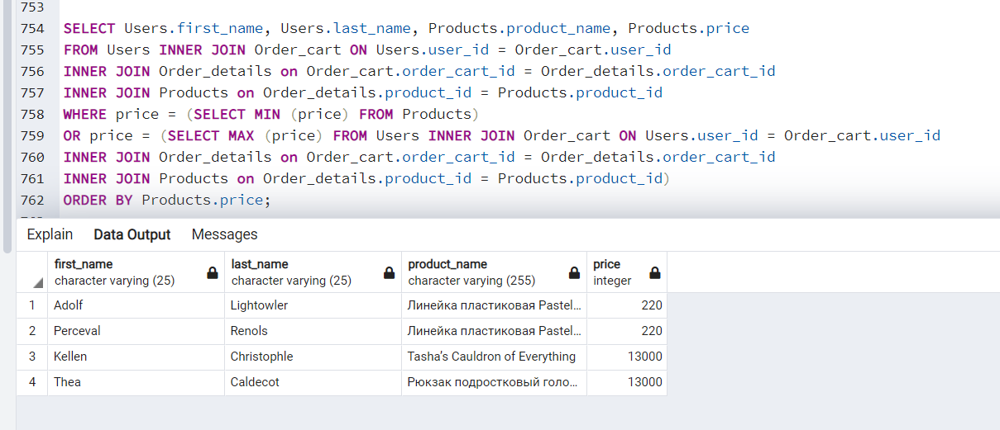 753
754 SELECT Users.first_name, Users.last_name, Products.product_name, Products.price
755 FROM Users INNER JOIN Order_cart ON Users.user_id = Order_cart.user_id
756 INNER JOIN Order_details on Order_cart.order_cart_id = Order_details.order_cart_id
757 INNER JOIN Products on Order_details.product_id = Products.product_id
758 WHERE price = (SELECT MIN (price) FROM Products)
759 OR price = (SELECT MAX (price) FROM Users INNER JOIN Order_cart ON Users.user_id = Order_cart.user_id
760 INNER JOIN Order_details on Order_cart.order_cart_id = Order_details.order_cart_id
761 INNER JOIN Products on Order_details.product_id = Products.product_id)
762 ORDER BY Products.price;
Explain Data Output Messages
first_name last_name product_name price
character varying (25) character varying (25) character varying (255) integer
1 Adolf Lightowler Линейка пластиковая Pastel... 220
2 Perceval Renols Линейка пластиковая Pastel... 220
3 Kellen Christophle Tasha’s Cauldron of Everything 13000
4 Thea Caldecot Рюкзак подростковый голо... 13000